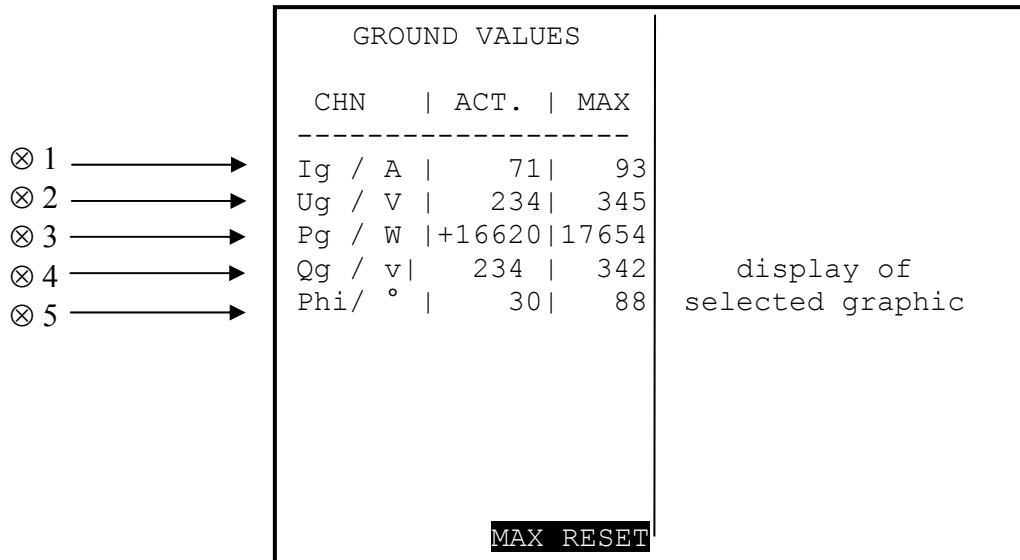 GROUND VALUES
CHN | ACT. | MAX
-------------------
⊗ 1 Ig / A | 71| 93
⊗ 2 Ug / V | 234| 345
⊗ 3 Pg / W |+16620|17654
⊗ 4 Qg / v| 234 | 342
⊗ 5 Phi/ ° | 30| 88
display of
selected graphic
MAX RESET